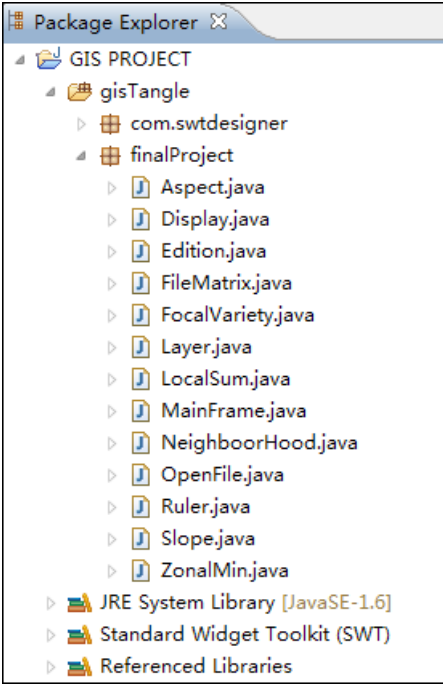 Package Explorer
GIS PROJECT
gisTangle
com.swtdesigner
finalProject
Aspect.java
Display.java
Edition.java
FileMatrix.java
FocalVariety.java
Layer.java
LocalSum.java
MainFrame.java
NeighboorHood.java
OpenFile.java
Ruler.java
Slope.java
ZonalMin.java
JRE System Library [JavaSE-1.6]
Standard Widget Toolkit (SWT)
Referenced Libraries